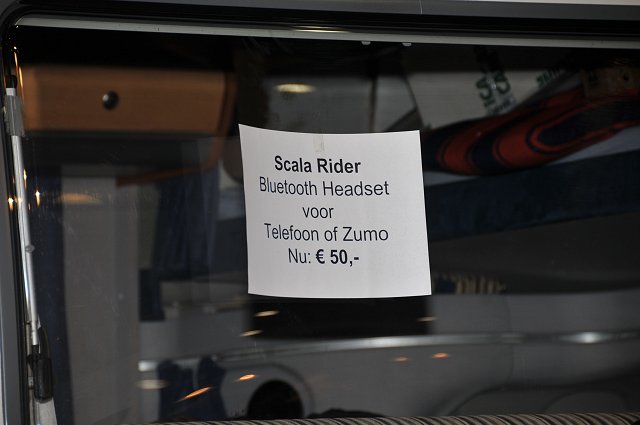 Scala Rider
Bluetooth Headset
voor
Telefoon of Zumo
Nu: € 50,-